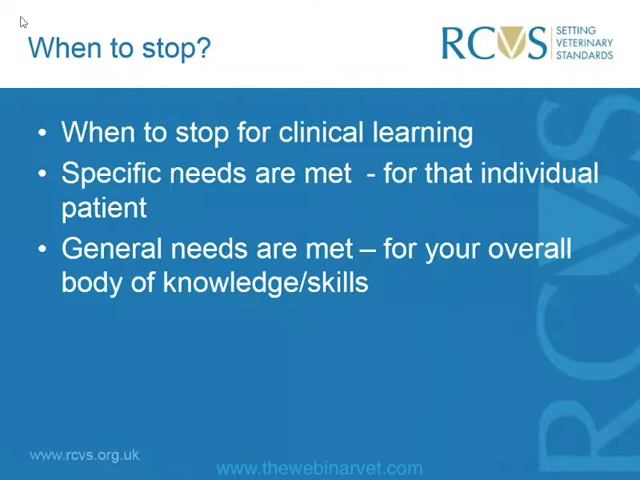 When to stop?
RCVS
SETTING
VETERINARY
STANDARDS
• When to stop for clinical learning
• Specific needs are met - for that individual
patient
• General needs are met – for your overall
body of knowledge/skills
RCVS
www.rcvs.org.uk
www.thewebinarvet.com